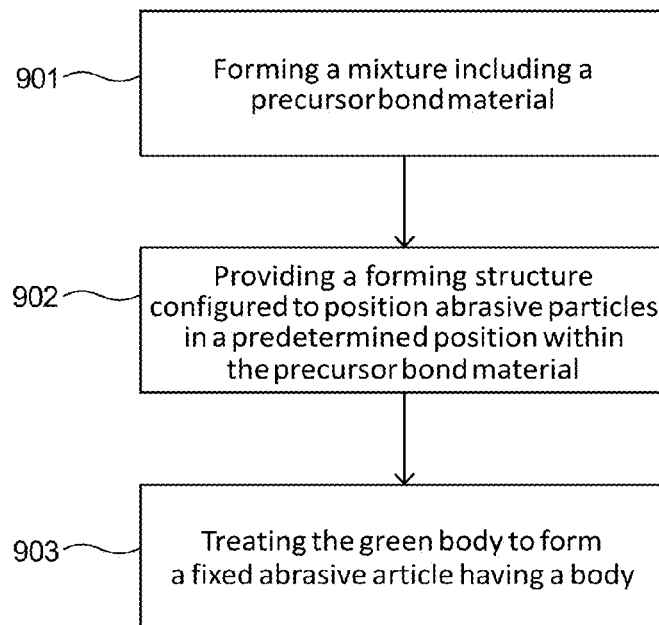 901
Forming a mixture including a
precursor bond material
902
Providing a forming structure
configured to position abrasive particles
in a predetermined position within
the precursor bond material
903
Treating the green body to form
a fixed abrasive article having a body